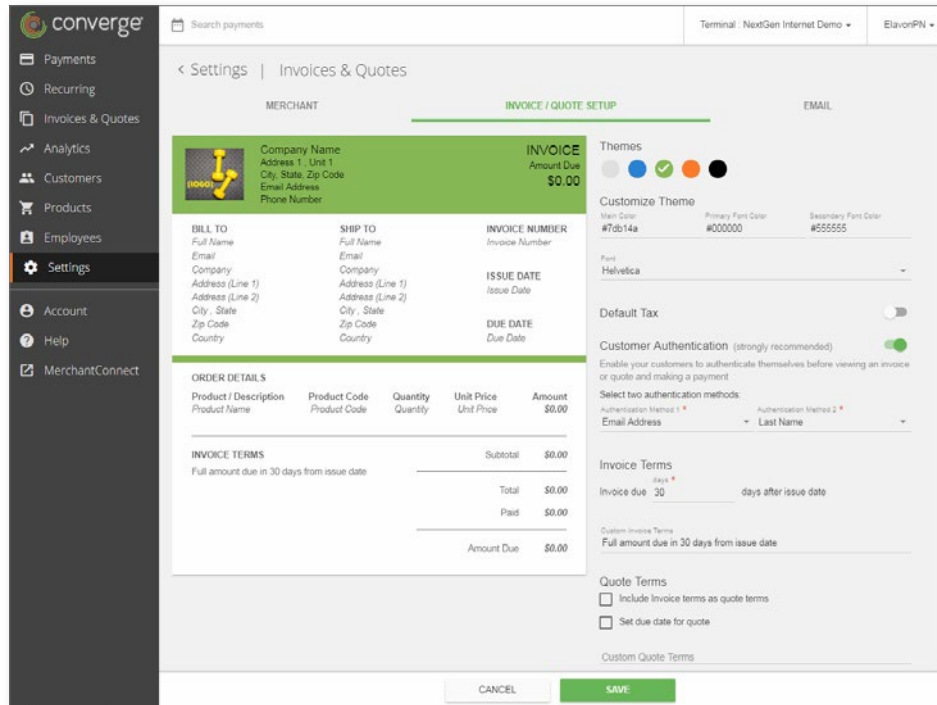 converge
Search payments
Terminal : NextGen Internet Demo
ElavonPN
Payments
Recurring
Invoices & Quotes
Analytics
Customers
Products
Employees
Settings
Account
Help
MerchantConnect
< Settings | Invoices & Quotes
MERCHANT
INVOICE / QUOTE SETUP
EMAIL
[LOGO]
Company Name
Address 1 , Unit 1
City, State, Zip Code
Email Address
Phone Number
INVOICE
Amount Due
$0.00
BILL TO
Full Name
Email
Company
Address (Line 1)
Address (Line 2)
City , State
Zip Code
Country
SHIP TO
Full Name
Email
Company
Address (Line 1)
Address (Line 2)
City , State
Zip Code
Country
INVOICE NUMBER
Invoice Number
ISSUE DATE
Issue Date
DUE DATE
Due Date
ORDER DETAILS
Product / Description Product Code Quantity Unit Price Amount
Product Name Product Code Quantity Unit Price $0.00
INVOICE TERMS
Full amount due in 30 days from issue date
Subtotal $0.00
Total $0.00
Paid $0.00
Amount Due $0.00
Themes
Customize Theme
Main Color Primary Font Color Secondary Font Color
#7db14a #000000 #555555
Font
Helvetica
Default Tax
Customer Authentication (strongly recommended)
Enable your customers to authenticate themselves before viewing an invoice
or quote and making a payment
Select two authentication methods:
Authentication Method 1 * Authentication Method 2 *
Email Address Last Name
Invoice Terms
days *
Invoice due 30 days after issue date
Custom Invoice Terms
Full amount due in 30 days from issue date
Quote Terms
Include Invoice terms as quote terms
Set due date for quote
Custom Quote Terms
CANCEL
SAVE